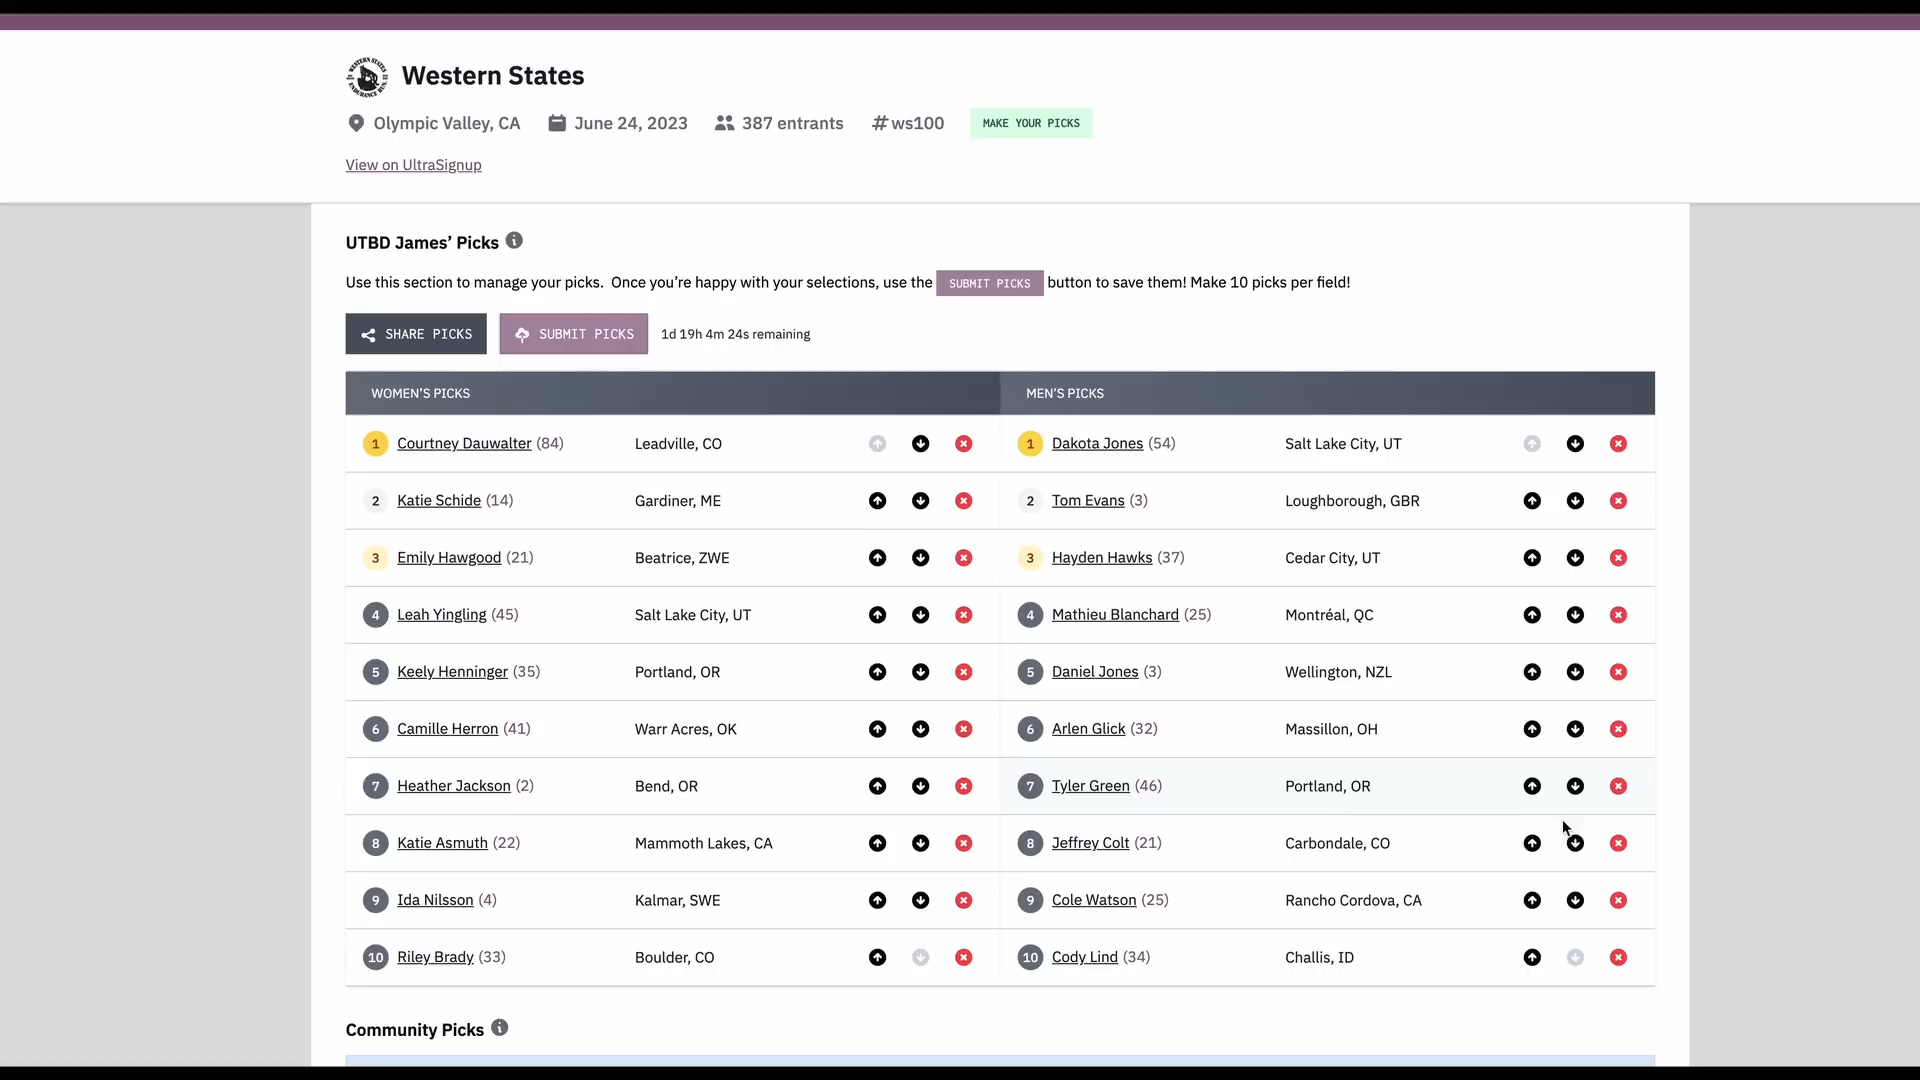 Western States
Olympic Valley, CA June 24, 2023 387 entrants #ws100 MAKE YOUR PICKS
View on UltraSignup
UTBD James’ Picks
Use this section to manage your picks. Once you’re happy with your selections, use the SUBMIT PICKS button to save them! Make 10 picks per field!
SHARE PICKS SUBMIT PICKS 1d 19h 4m 24s remaining
WOMEN’S PICKS MEN’S PICKS
1 Courtney Dauwalter (84) Leadville, CO 1 Dakota Jones (54) Salt Lake City, UT
2 Katie Schide (14) Gardiner, ME 2 Tom Evans (3) Loughborough, GBR
3 Emily Hawgood (21) Beatrice, ZWE 3 Hayden Hawks (37) Cedar City, UT
4 Leah Yingling (45) Salt Lake City, UT 4 Mathieu Blanchard (25) Montréal, QC
5 Keely Henninger (35) Portland, OR 5 Daniel Jones (3) Wellington, NZL
6 Camille Herron (41) Warr Acres, OK 6 Arlen Glick (32) Massillon, OH
7 Heather Jackson (2) Bend, OR 7 Tyler Green (46) Portland, OR
8 Katie Asmuth (22) Mammoth Lakes, CA 8 Jeffrey Colt (21) Carbondale, CO
9 Ida Nilsson (4) Kalmar, SWE 9 Cole Watson (25) Rancho Cordova, CA
10 Riley Brady (33) Boulder, CO 10 Cody Lind (34) Challis, ID
Community Picks